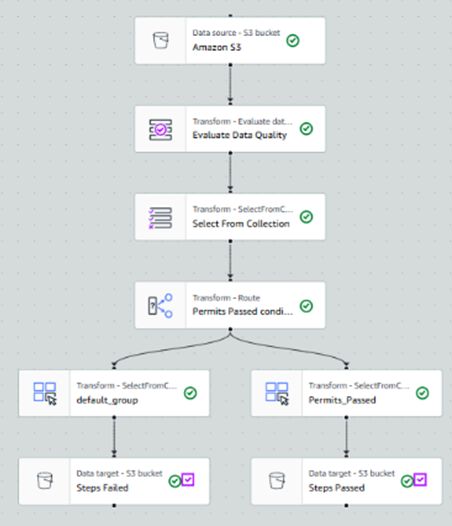 Data source - S3 bucket
Amazon S3
Transform - Evaluate dat...
Evaluate Data Quality
Transform - SelectFromC...
Select From Collection
Transform - Route
Permits Passed condi...
Transform - SelectFromC...
default_group
Transform - SelectFromC...
Permits_Passed
Data target - S3 bucket
Steps Failed
Data target - S3 bucket
Steps Passed